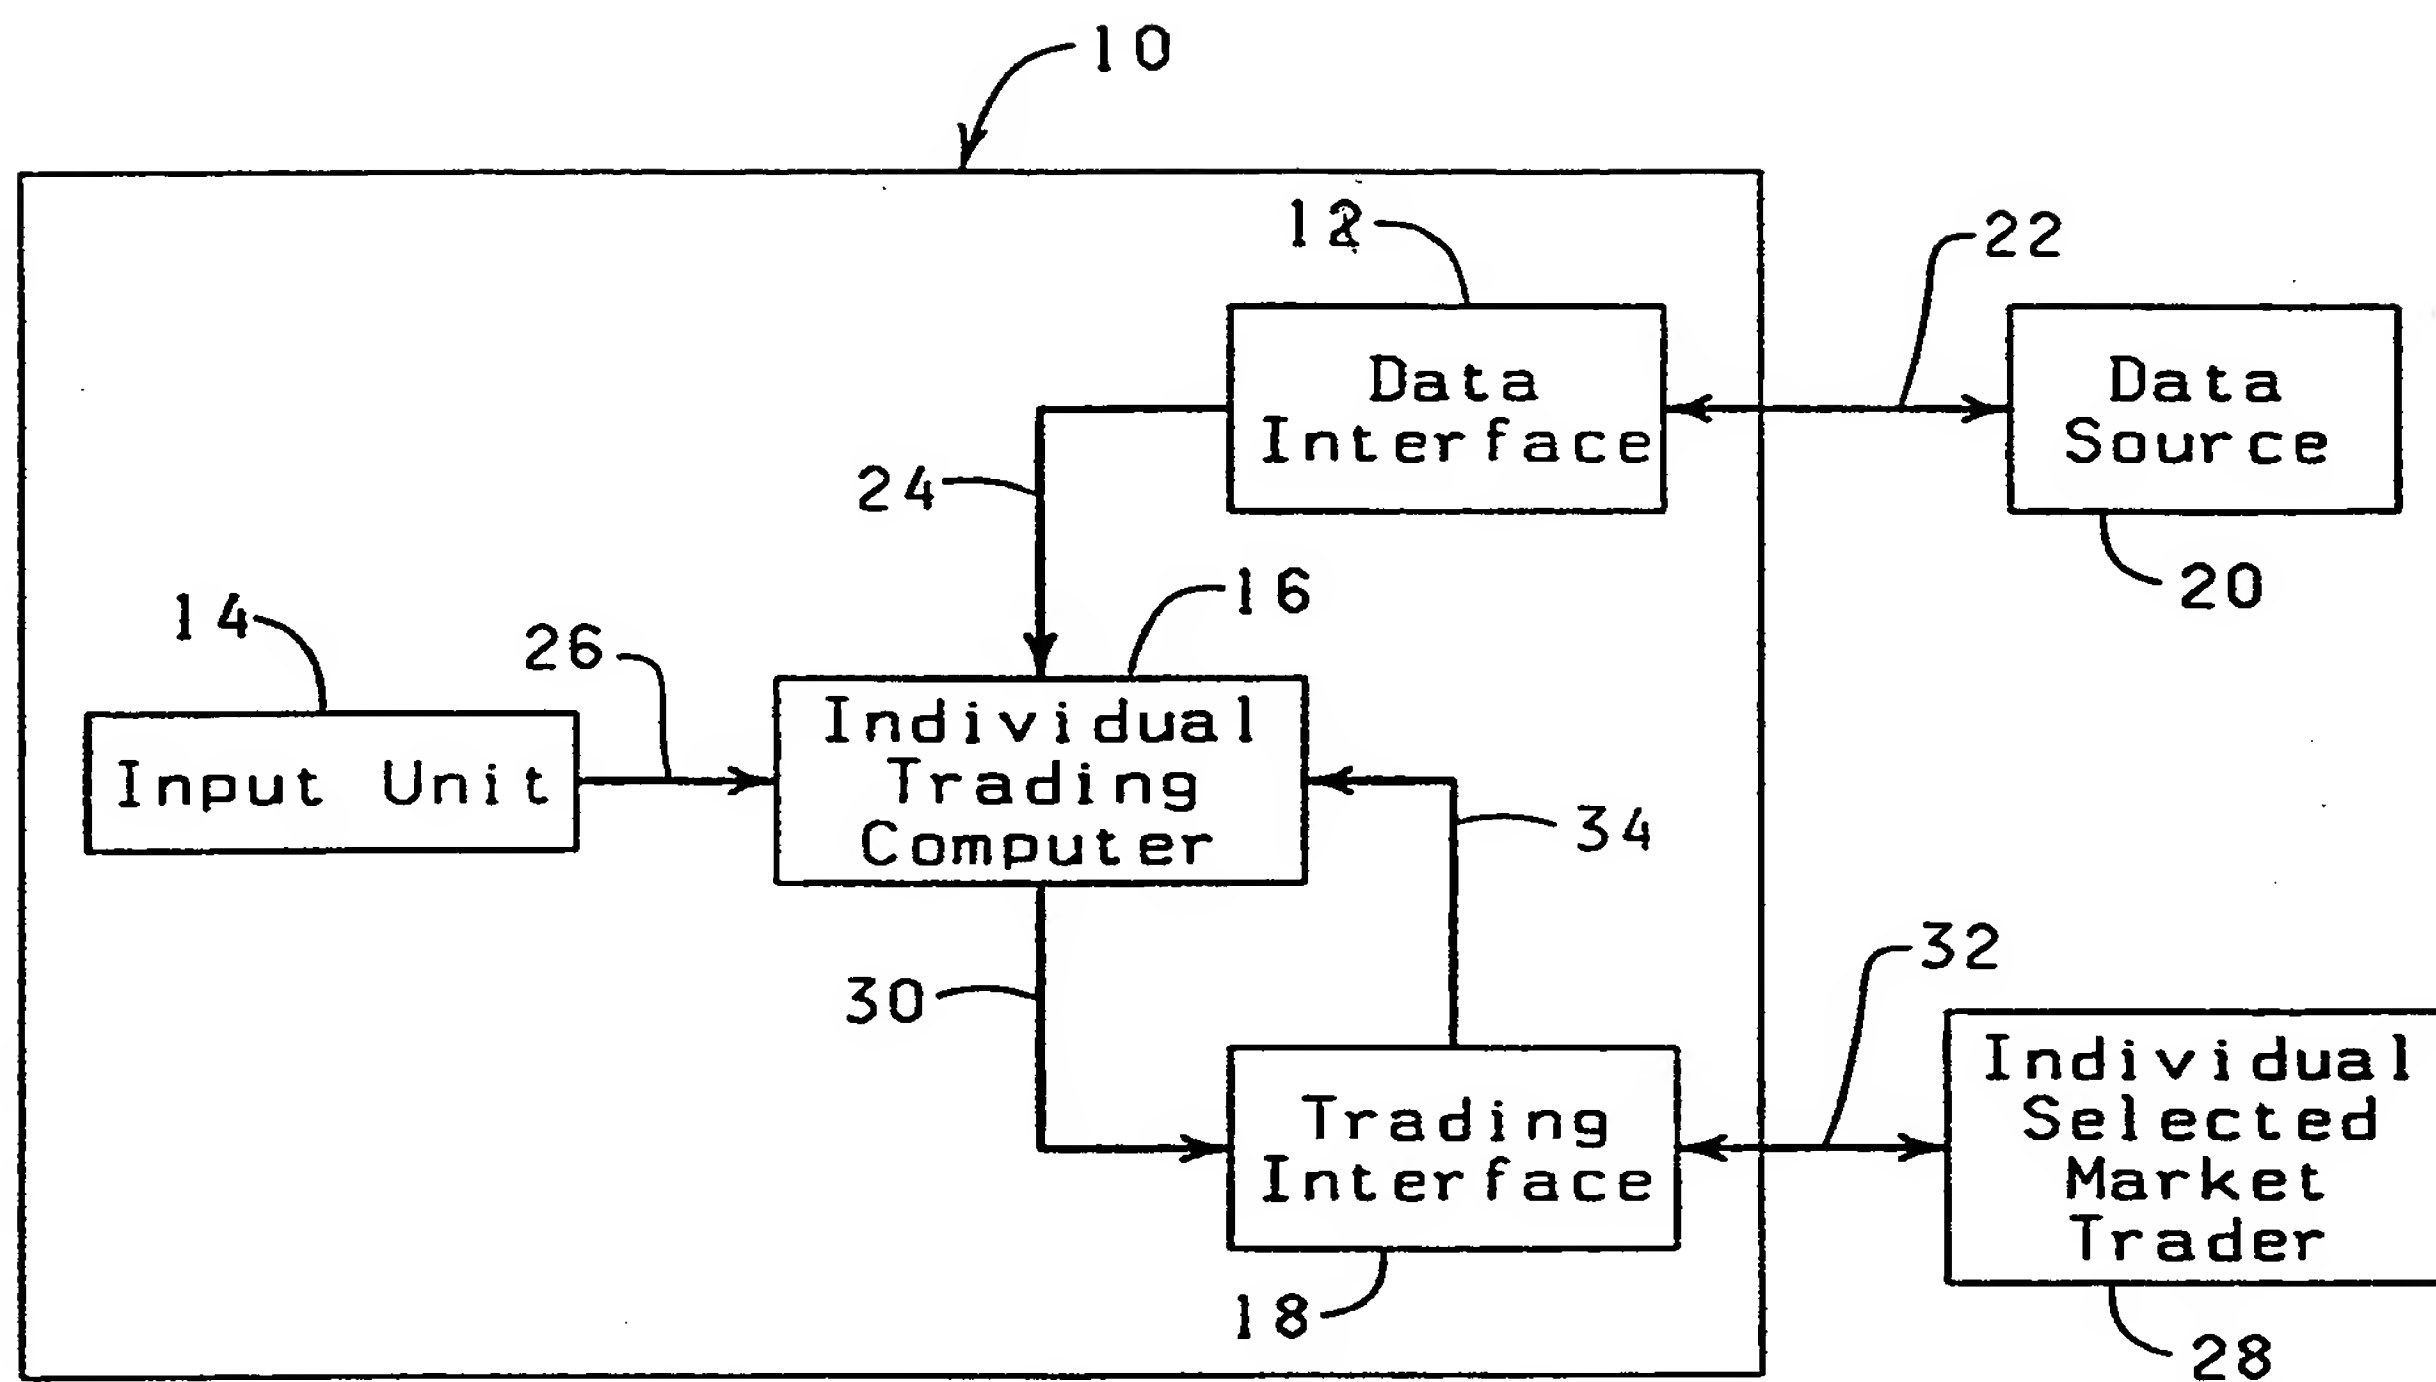 10
12
22
Data
Interface
Data
Source
24
20
16
14
26
Input Unit
Individual
Trading
Computer
34
32
30
Individual
Selected
Market
Trader
Trading
Interface
18
28